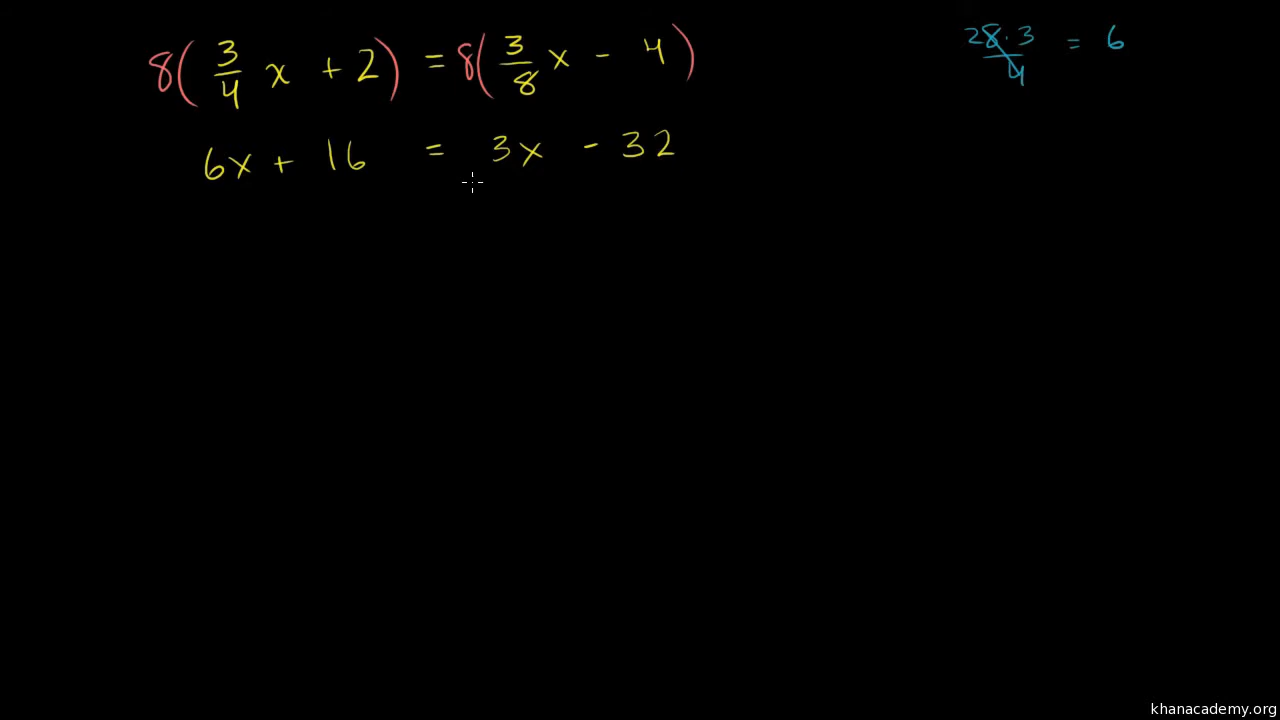 8(3/4 x + 2) = 8(3/8 x - 4)
28·3/4 = 6
6x + 16 = 3x - 32
khanacademy.org